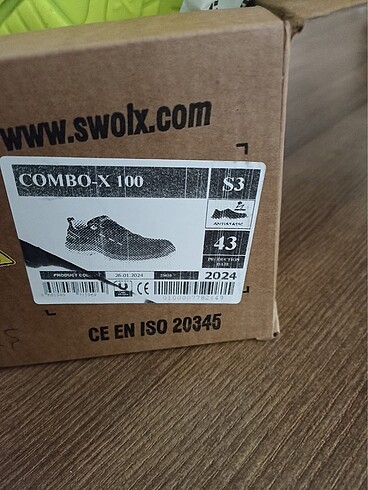 www.swolx.com
COMBO-X 100
S3
ANTISTATIC
43
PRODUCTION
DATE
PRODUCT COL.
26.01.2024
2024
CE
CE EN ISO 20345